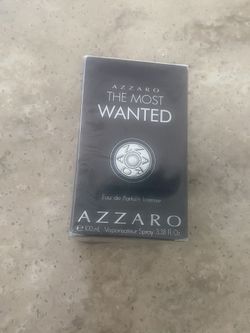 AZZARO
THE MOST
WANTED
Eau de Parfum Intense
AZZARO
℮ 100 mL Vaporisateur Spray 3.38 Fl. Oz